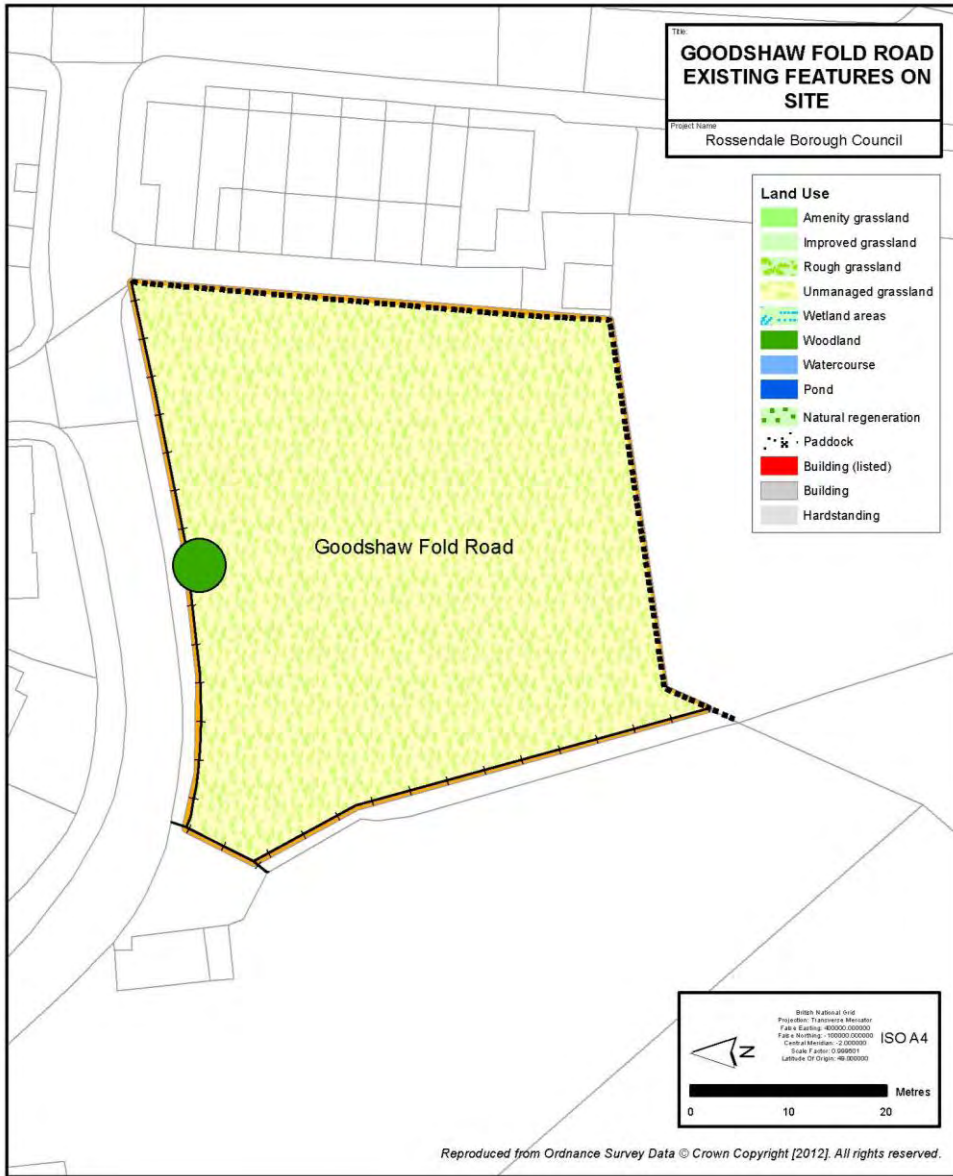 Title:
GOODSHAW FOLD ROAD
EXISTING FEATURES ON
SITE
Project Name
Rossendale Borough Council
Land Use
Amenity grassland
Improved grassland
Rough grassland
Unmanaged grassland
Wetland areas
Woodland
Watercourse
Pond
Natural regeneration
Paddock
Building (listed)
Building
Hardstanding
Goodshaw Fold Road
British National Grid
Projection: Transverse Mercator
False Easting: 400000.000000
False Northing: -100000.000000
Central Meridian: -2.000000
Scale Factor: 0.999601
Latitude Of Origin: 49.000000
ISO A4
N
Metres
0 10 20
Reproduced from Ordnance Survey Data © Crown Copyright [2012]. All rights reserved.